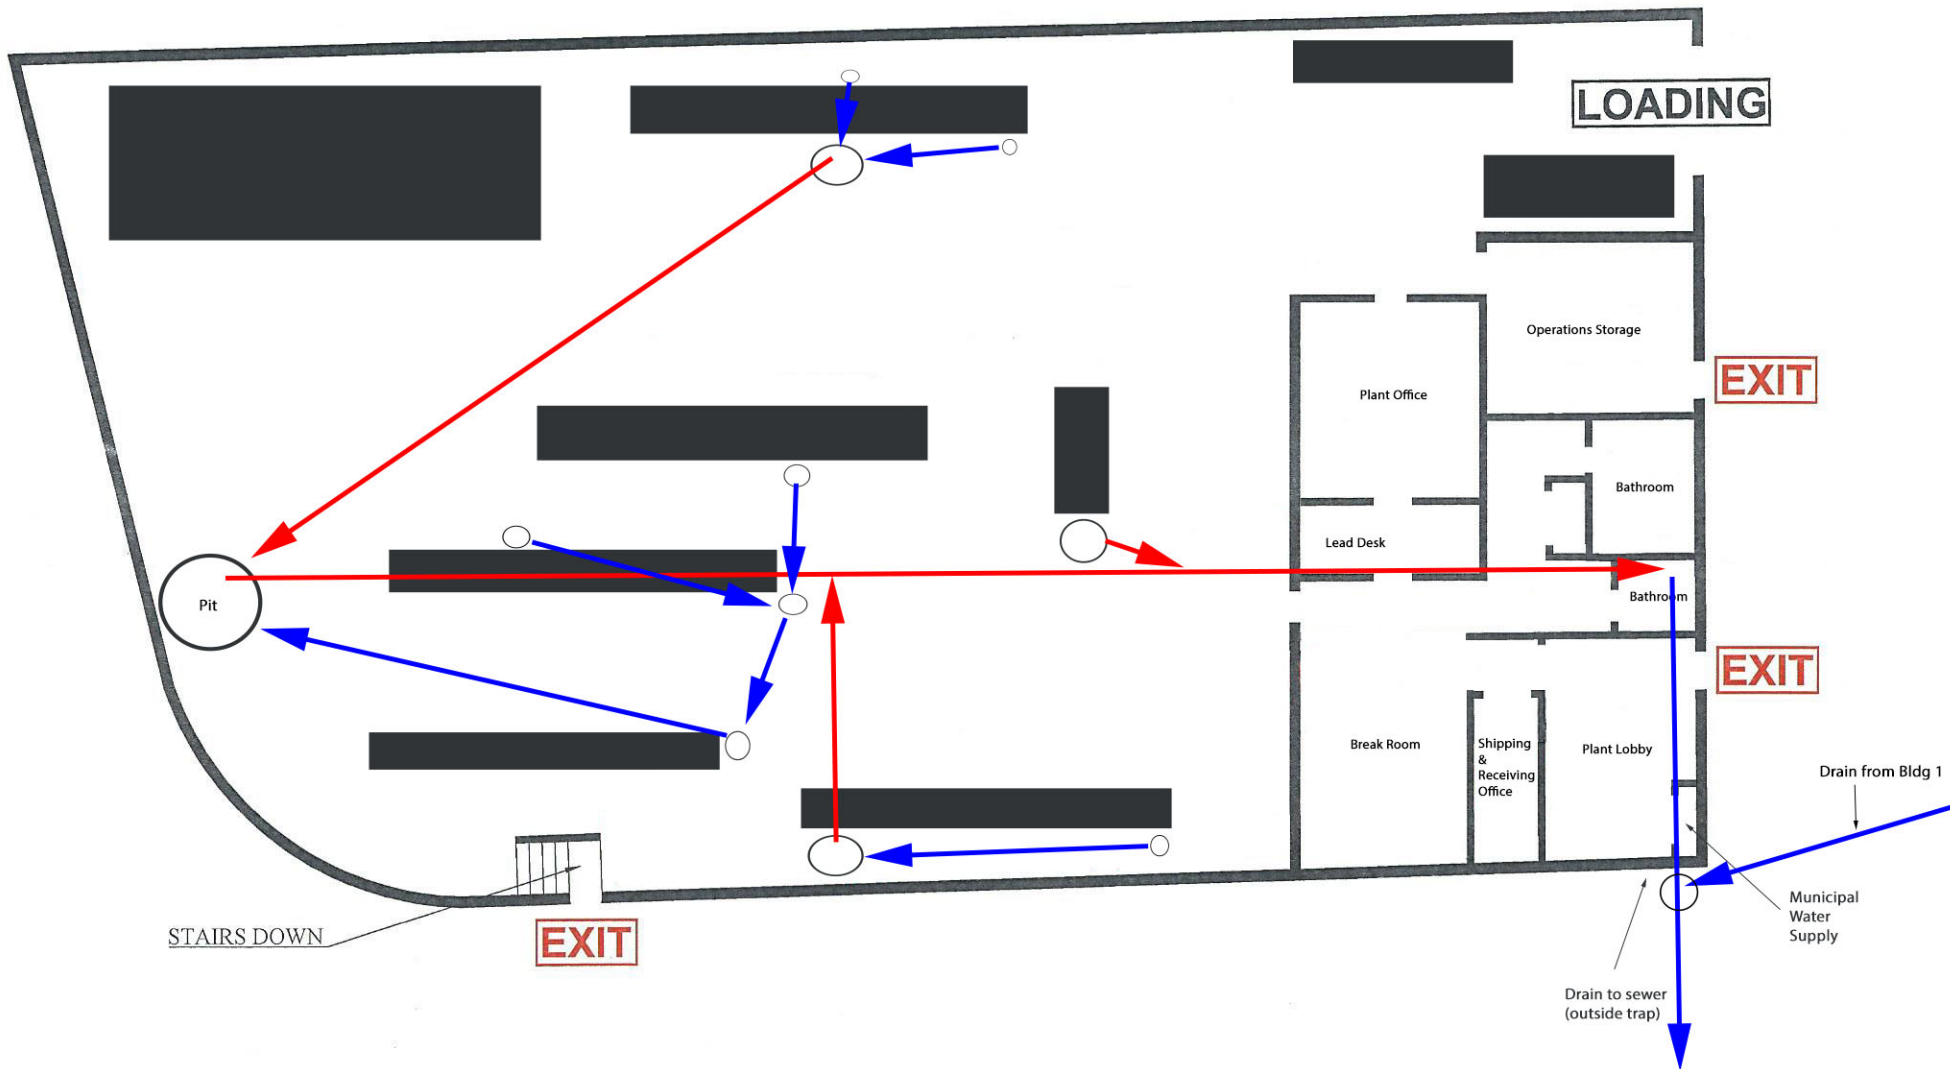 LOADING
Operations Storage
EXIT
Plant Office
Bathroom
Lead Desk
Bathroom
Pit
EXIT
Break Room
Shipping
&
Receiving
Office
Plant Lobby
Drain from Bldg 1
Municipal
Water
Supply
STAIRS DOWN
EXIT
Drain to sewer
(outside trap)